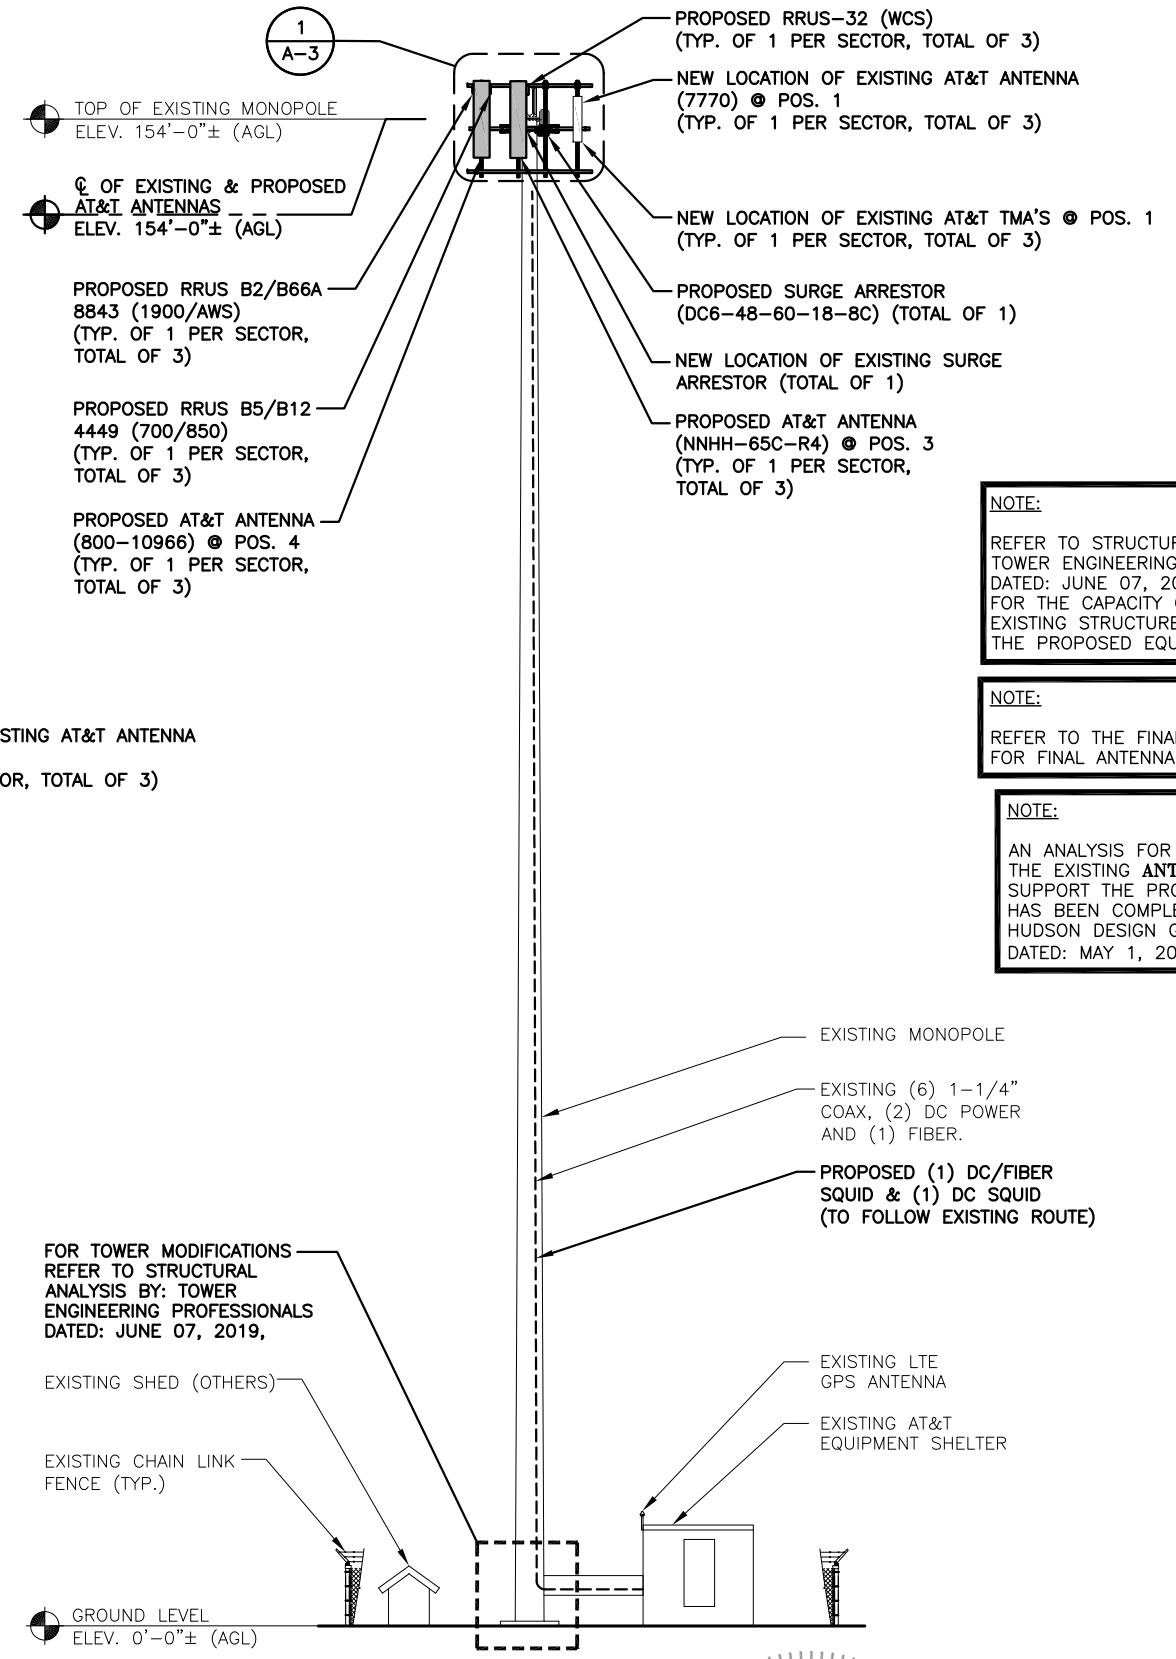 1
A-3
PROPOSED RRUS-32 (WCS)
(TYP. OF 1 PER SECTOR, TOTAL OF 3)
NEW LOCATION OF EXISTING AT&T ANTENNA
(7770) @ POS. 1
(TYP. OF 1 PER SECTOR, TOTAL OF 3)
TOP OF EXISTING MONOPOLE
ELEV. 154'-0"± (AGL)
℄ OF EXISTING & PROPOSED
AT&T ANTENNAS
ELEV. 154'-0"± (AGL)
NEW LOCATION OF EXISTING AT&T TMA'S @ POS. 1
(TYP. OF 1 PER SECTOR, TOTAL OF 3)
PROPOSED RRUS B2/B66A
8843 (1900/AWS)
(TYP. OF 1 PER SECTOR,
TOTAL OF 3)
PROPOSED SURGE ARRESTOR
(DC6-48-60-18-8C) (TOTAL OF 1)
NEW LOCATION OF EXISTING SURGE
ARRESTOR (TOTAL OF 1)
PROPOSED RRUS B5/B12
4449 (700/850)
(TYP. OF 1 PER SECTOR,
TOTAL OF 3)
PROPOSED AT&T ANTENNA
(NNHH-65C-R4) @ POS. 3
(TYP. OF 1 PER SECTOR,
TOTAL OF 3)
PROPOSED AT&T ANTENNA
(800-10966) @ POS. 4
(TYP. OF 1 PER SECTOR,
TOTAL OF 3)
NOTE:
REFER TO STRUCTUR
TOWER ENGINEERING
DATED: JUNE 07, 20
FOR THE CAPACITY
EXISTING STRUCTURE
THE PROPOSED EQU
NOTE:
REFER TO THE FINA
FOR FINAL ANTENNA
STING AT&T ANTENNA
OR, TOTAL OF 3)
NOTE:
AN ANALYSIS FOR
THE EXISTING ANT
SUPPORT THE PRO
HAS BEEN COMPLE
HUDSON DESIGN G
DATED: MAY 1, 20
EXISTING MONOPOLE
EXISTING (6) 1-1/4"
COAX, (2) DC POWER
AND (1) FIBER.
PROPOSED (1) DC/FIBER
SQUID & (1) DC SQUID
(TO FOLLOW EXISTING ROUTE)
FOR TOWER MODIFICATIONS
REFER TO STRUCTURAL
ANALYSIS BY: TOWER
ENGINEERING PROFESSIONALS
DATED: JUNE 07, 2019,
EXISTING SHED (OTHERS)
EXISTING CHAIN LINK
FENCE (TYP.)
EXISTING LTE
GPS ANTENNA
EXISTING AT&T
EQUIPMENT SHELTER
GROUND LEVEL
ELEV. 0'-0"± (AGL)